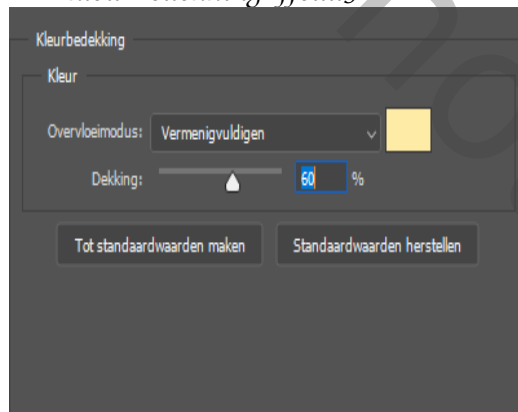 Kleurbedekking
Kleur
Overvloeimodus: Vermenigvuldigen
Dekking: 60 %
Tot standaardwaarden maken Standaardwaarden herstellen